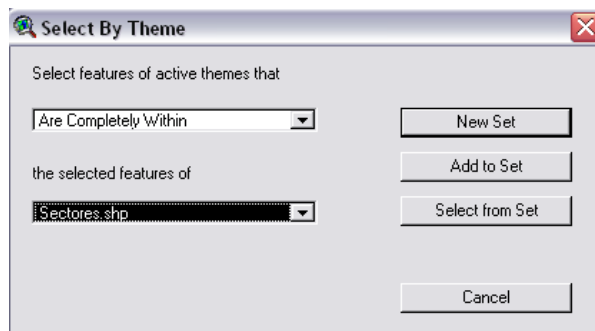 Select By Theme
Select features of active themes that
Are Completely Within
New Set
the selected features of
Add to Set
Sectores.shp
Select from Set
Cancel